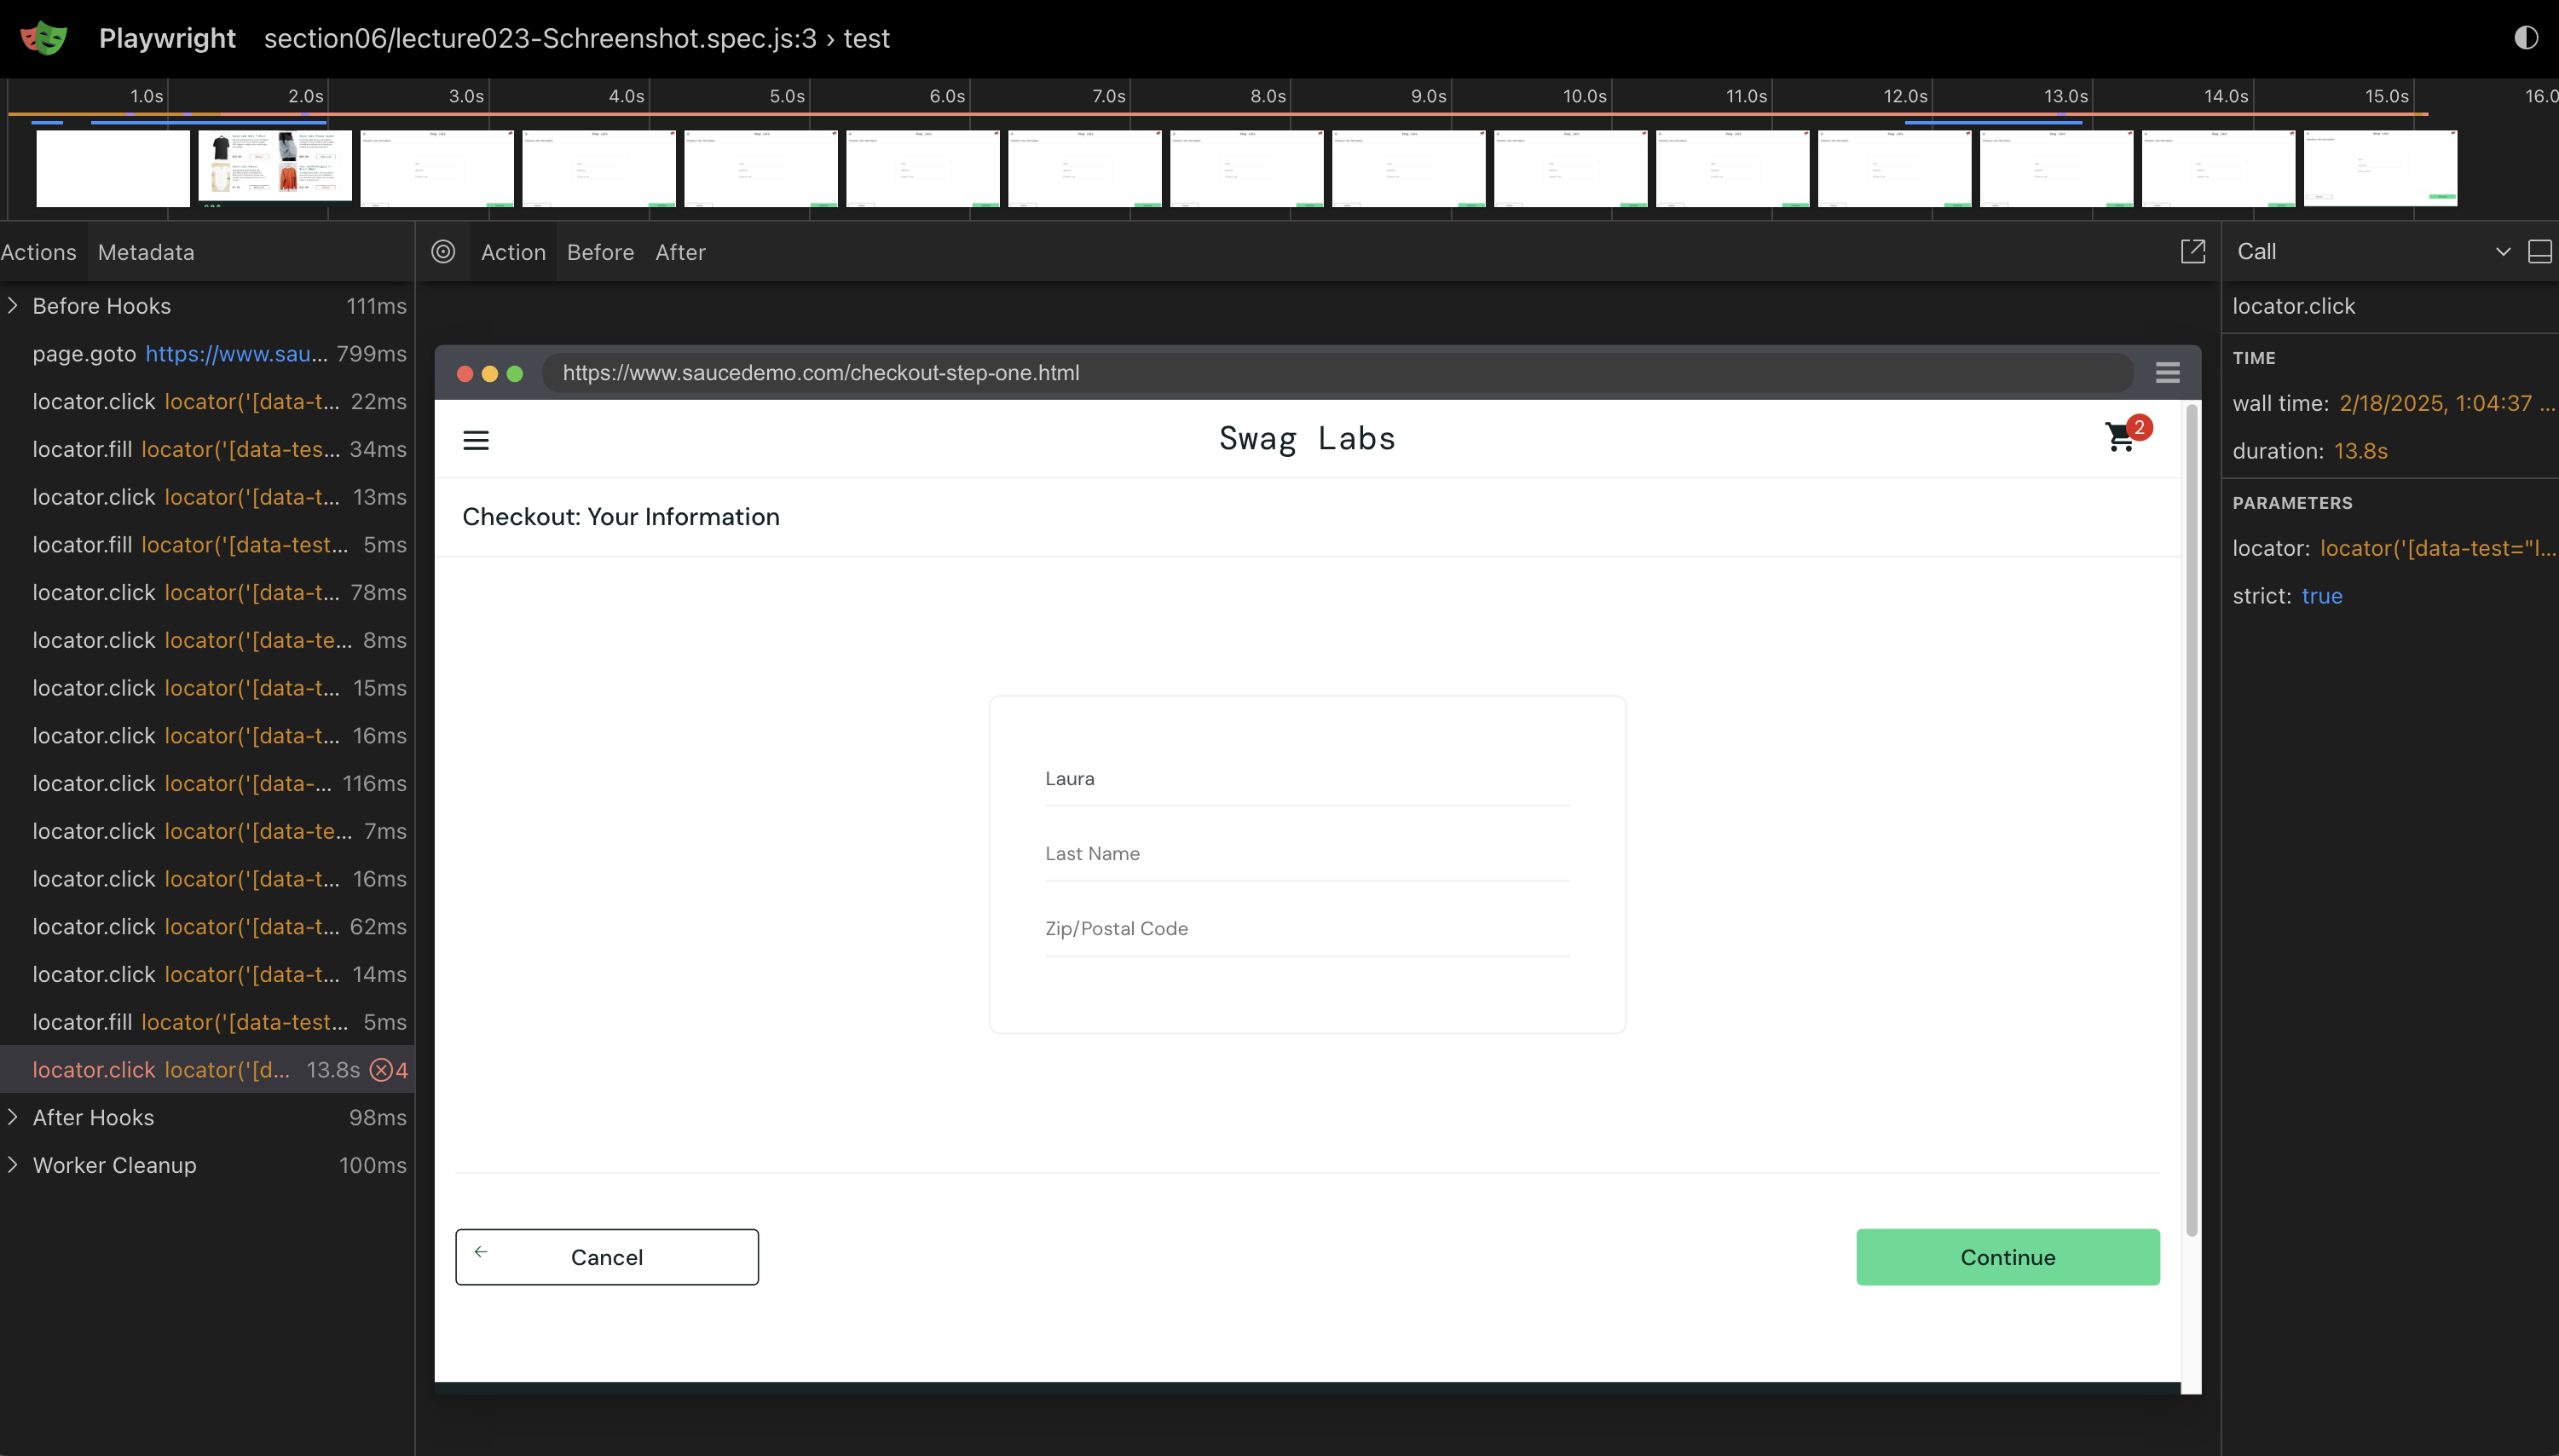 Playwright section06/lecture023-Schreenshot.spec.js:3 › test
1.0s 2.0s 3.0s 4.0s 5.0s 6.0s 7.0s 8.0s 9.0s 10.0s 11.0s 12.0s 13.0s 14.0s 15.0s 16.0
Actions Metadata
Before Hooks 111ms
page.goto https://www.sau... 799ms
locator.click locator('[data-t... 22ms
locator.fill locator('[data-tes... 34ms
locator.click locator('[data-t... 13ms
locator.fill locator('[data-test... 5ms
locator.click locator('[data-t... 78ms
locator.click locator('[data-te... 8ms
locator.click locator('[data-t... 15ms
locator.click locator('[data-t... 16ms
locator.click locator('[data-... 116ms
locator.click locator('[data-te... 7ms
locator.click locator('[data-t... 16ms
locator.click locator('[data-t... 62ms
locator.click locator('[data-t... 14ms
locator.fill locator('[data-test... 5ms
locator.click locator('[d... 13.8s 4
After Hooks 98ms
Worker Cleanup 100ms
Action Before After
https://www.saucedemo.com/checkout-step-one.html
Swag Labs
2
Checkout: Your Information
Laura
Last Name
Zip/Postal Code
Cancel
Continue
Call
locator.click
TIME
wall time: 2/18/2025, 1:04:37 ...
duration: 13.8s
PARAMETERS
locator: locator('[data-test="l...
strict: true